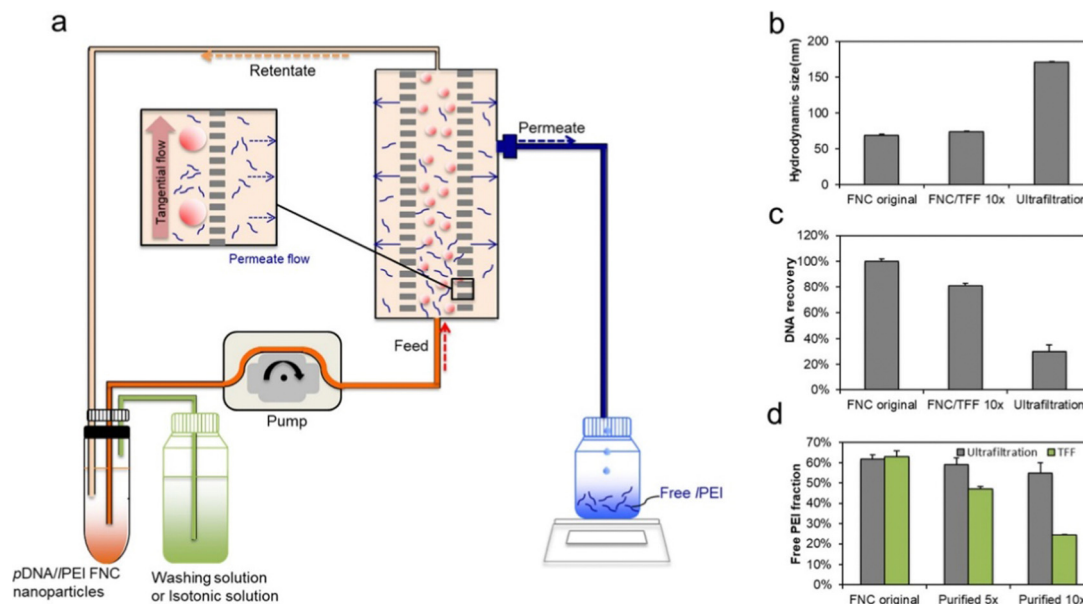 a
Retentate
Permeate
Tangential flow
Permeate flow
Feed
Pump
Free lPEI
pDNA/lPEI FNC
nanoparticles
Washing solution
or Isotonic solution
b
Hydrodynamic size(nm)
200
150
100
50
0
FNC original FNC/TFF 10x Ultrafiltration
c
DNA recovery
120%
100%
80%
60%
40%
20%
0%
FNC original FNC/TFF 10x Ultrafiltration
d
Free PEI fraction
70%
60%
50%
40%
30%
20%
10%
0%
Ultrafiltration TFF
FNC original Purified 5x Purified 10x